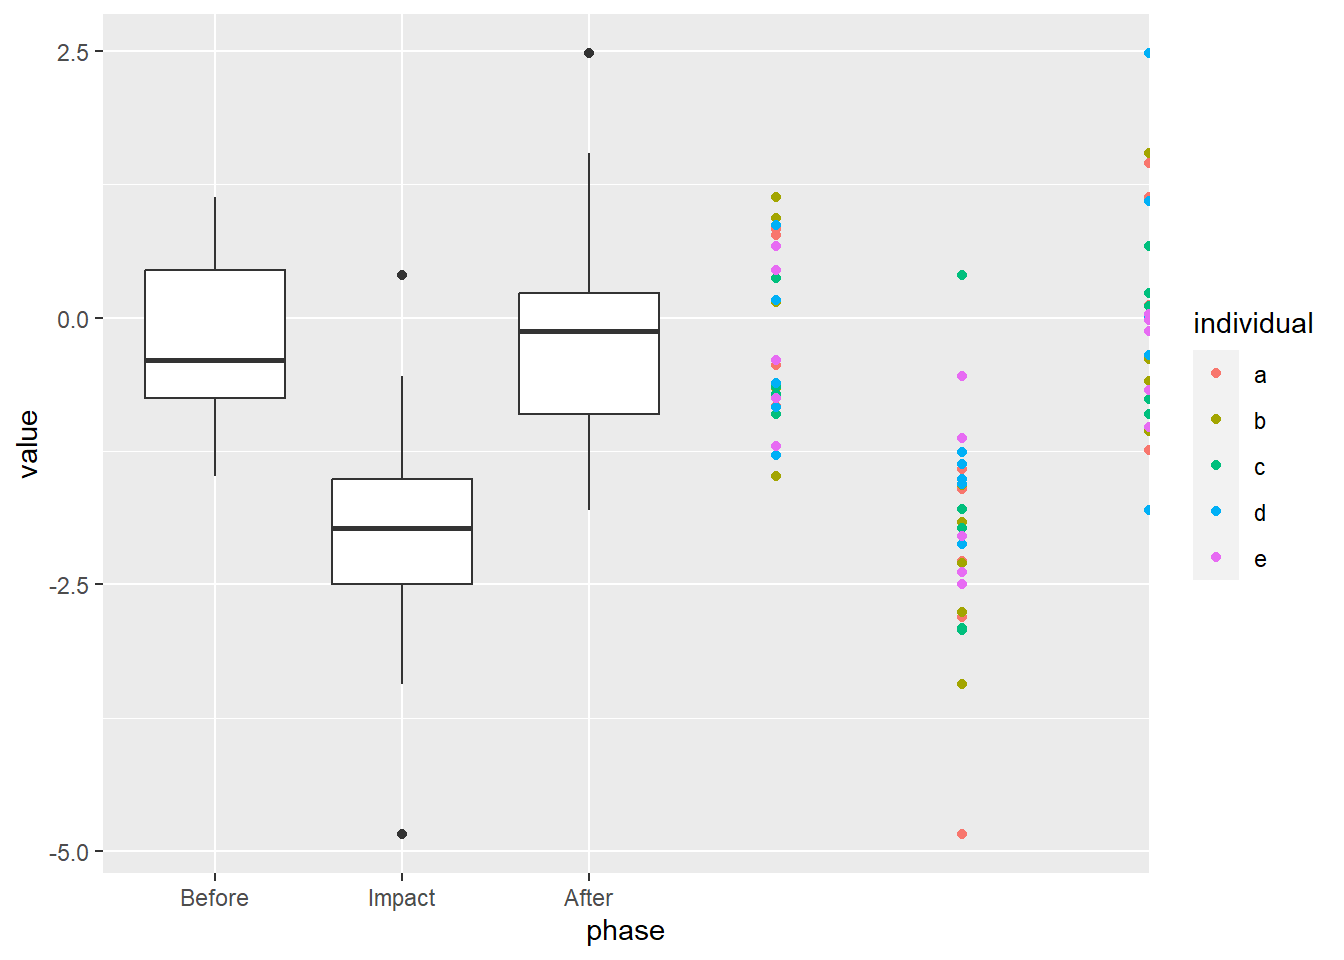 2.5
0.0
-2.5
-5.0
value
Before
Impact
After
phase
individual
a
b
c
d
e